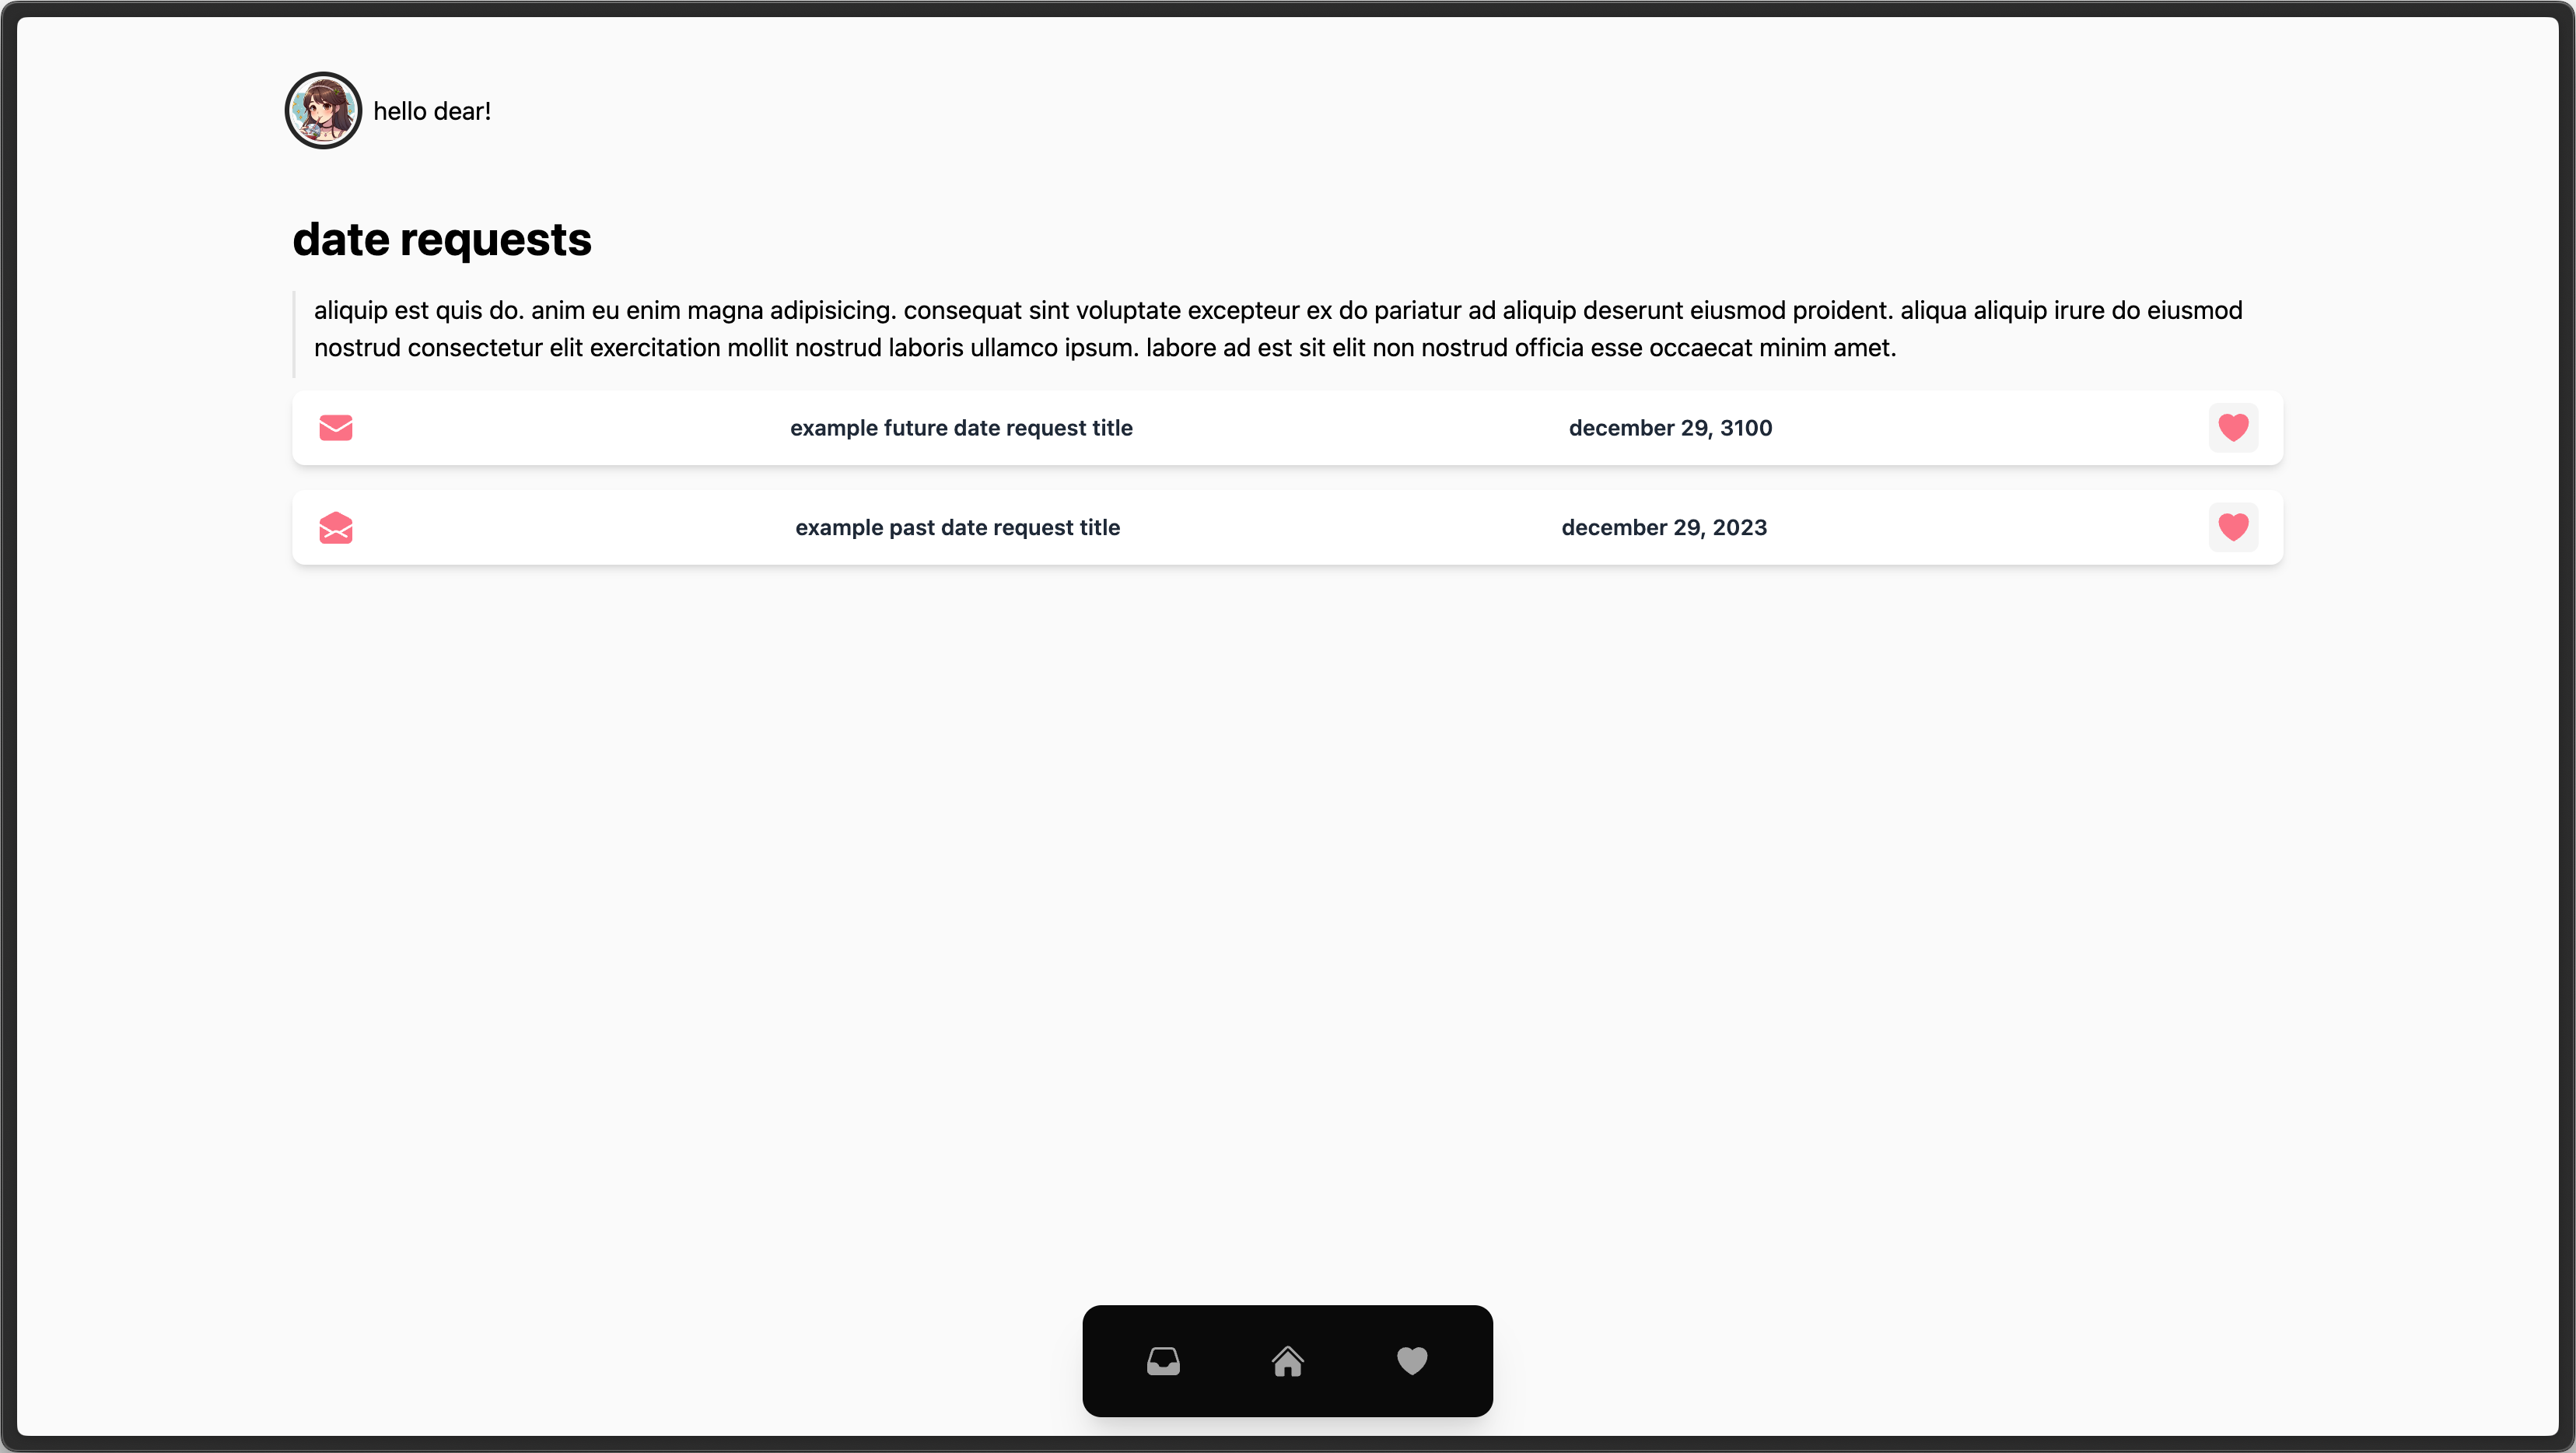 hello dear!
date requests
aliquip est quis do. anim eu enim magna adipisicing. consequat sint voluptate excepteur ex do pariatur ad aliquip deserunt eiusmod proident. aliqua aliquip irure do eiusmod
nostrud consectetur elit exercitation mollit nostrud laboris ullamco ipsum. labore ad est sit elit non nostrud officia esse occaecat minim amet.
example future date request title december 29, 3100
example past date request title december 29, 2023